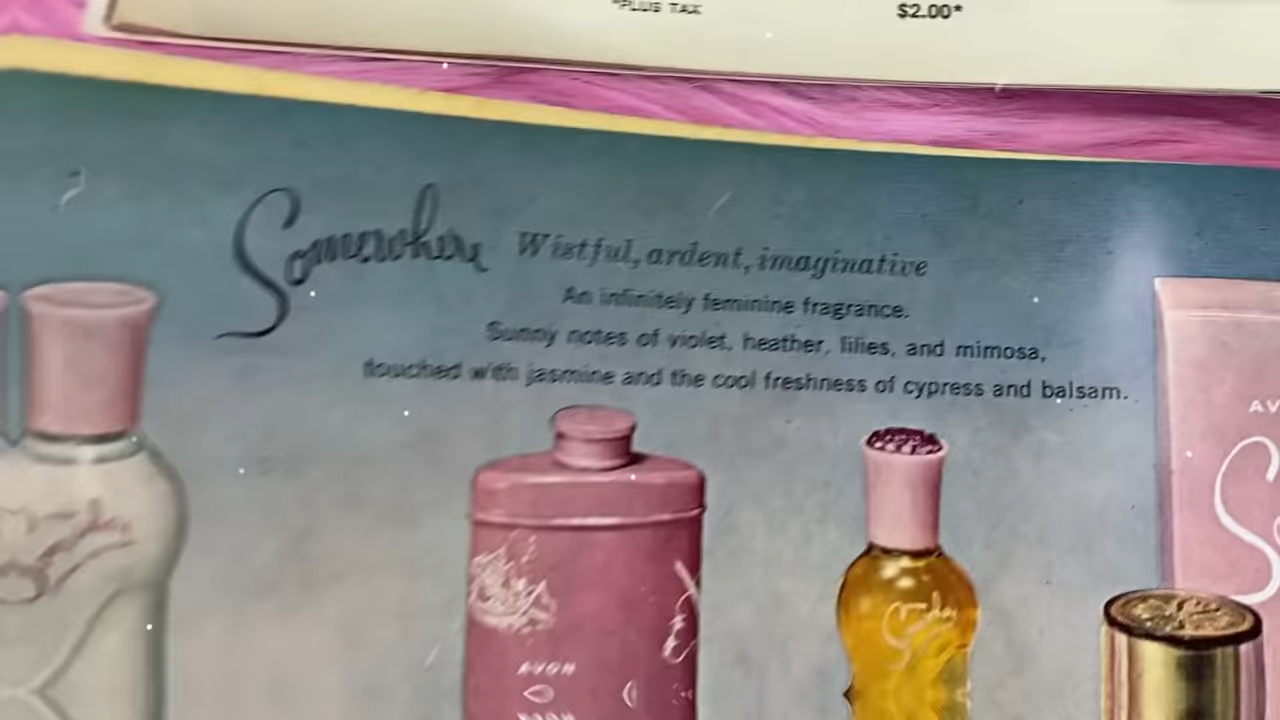 *PLUS TAX
$2.00*
Somewhere
Wistful, ardent, imaginative
An infinitely feminine fragrance.
Sunny notes of violet, heather, lilies, and mimosa,
touched with jasmine and the cool freshness of cypress and balsam.
AV
AVON